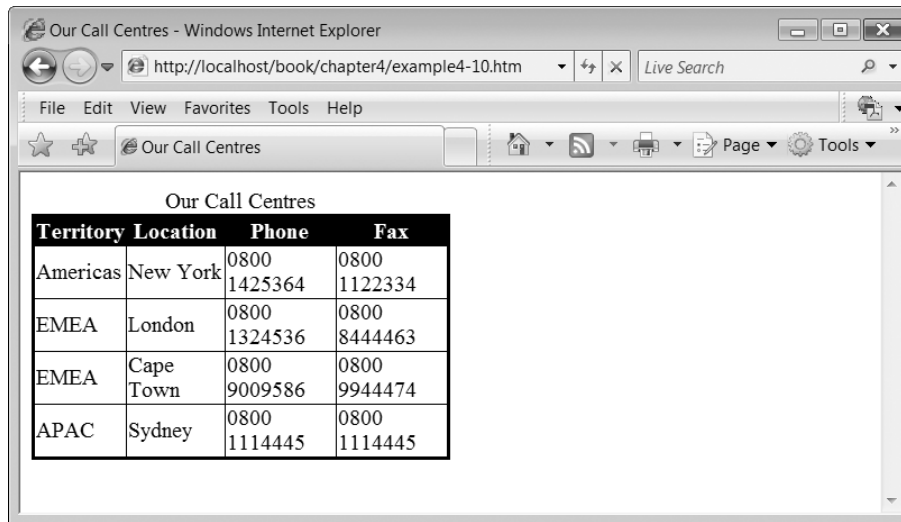 Our Call Centres - Windows Internet Explorer
http://localhost/book/chapter4/example4-10.htm
Live Search
File Edit View Favorites Tools Help
Our Call Centres
Page Tools
Our Call Centres
Territory Location Phone Fax
Americas New York 0800 1425364 0800 1122334
EMEA London 0800 1324536 0800 8444463
EMEA Cape Town 0800 9009586 0800 9944474
APAC Sydney 0800 1114445 0800 1114445